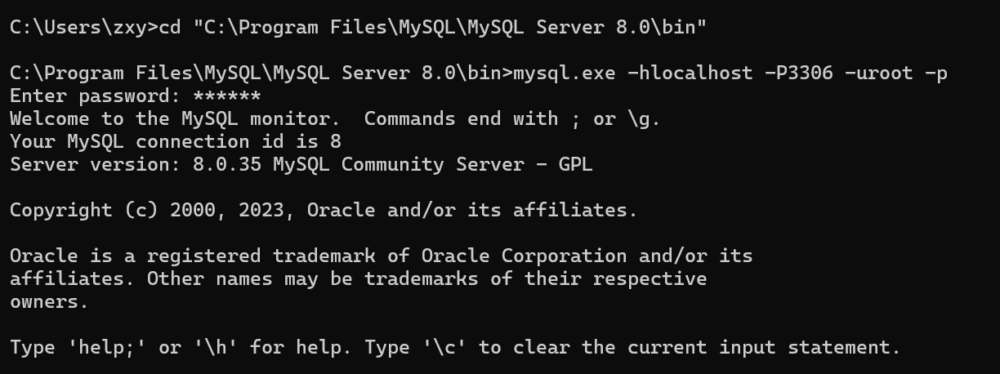 C:\Users\zxy>cd "C:\Program Files\MySQL\MySQL Server 8.0\bin"
C:\Program Files\MySQL\MySQL Server 8.0\bin>mysql.exe -hlocalhost -P3306 -uroot -p
Enter password: ******
Welcome to the MySQL monitor.  Commands end with ; or \g.
Your MySQL connection id is 8
Server version: 8.0.35 MySQL Community Server - GPL
Copyright (c) 2000, 2023, Oracle and/or its affiliates.
Oracle is a registered trademark of Oracle Corporation and/or its
affiliates. Other names may be trademarks of their respective
owners.
Type 'help;' or '\h' for help. Type '\c' to clear the current input statement.